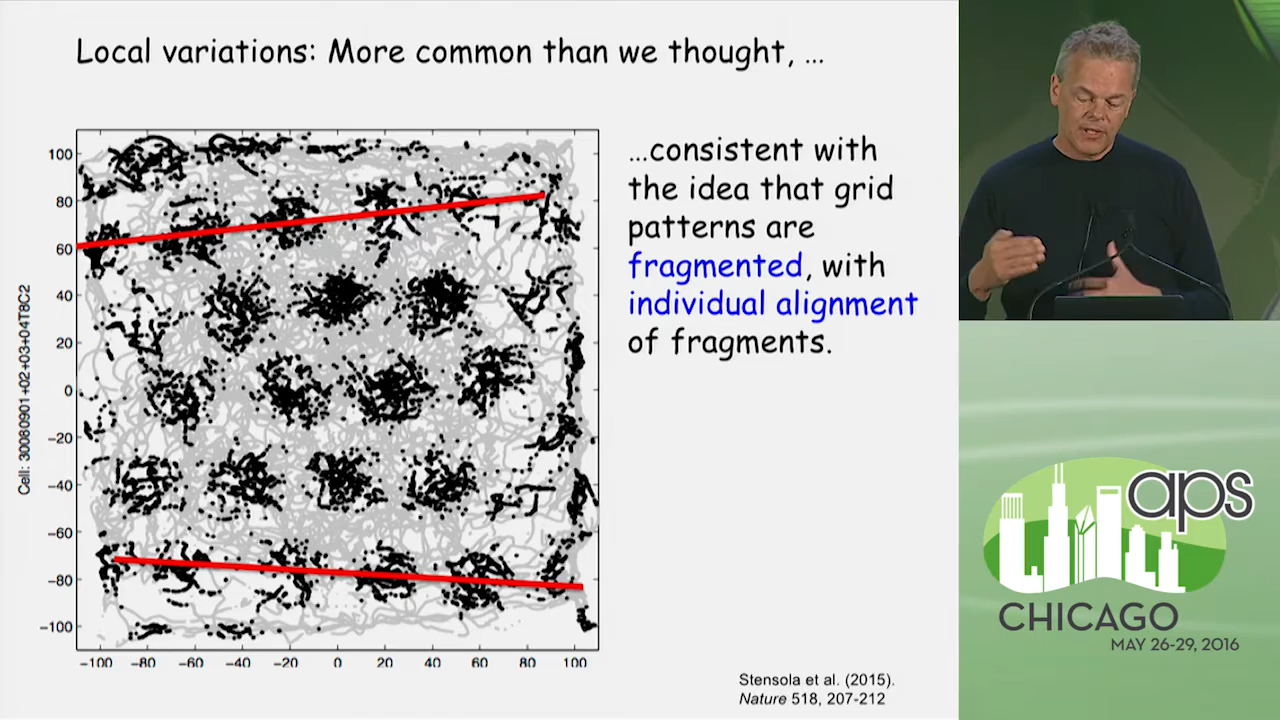 Local variations: More common than we thought, ...
...consistent with
the idea that grid
patterns are
fragmented, with
individual alignment
of fragments.
Cell: 30080901+02+03+04T8C2
100
80
60
40
20
0
−20
−40
−60
−80
−100
−100 −80 −60 −40 −20 0 20 40 60 80 100
Stensola et al. (2015).
Nature 518, 207-212
aps
CHICAGO
MAY 26-29, 2016